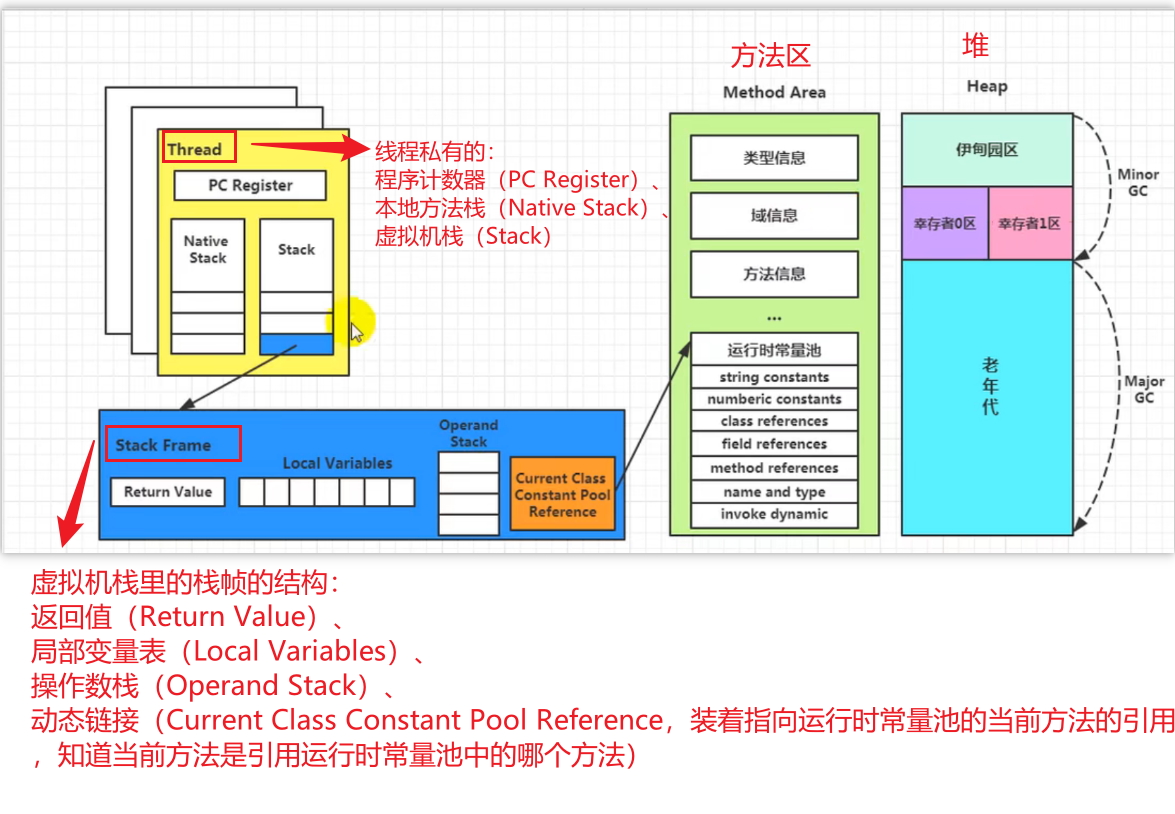 方法区
堆
Method Area
Heap
Thread
PC Register
Native
Stack
Stack
线程私有的：
程序计数器（PC Register）、
本地方法栈（Native Stack）、
虚拟机栈（Stack）
类型信息
域信息
方法信息
...
运行时常量池
string constants
numberic constants
class references
field references
method references
name and type
invoke dynamic
伊甸园区
幸存者0区
幸存者1区
老
年
代
Minor
GC
Major
GC
Stack Frame
Return Value
Local Variables
Operand
Stack
Current Class
Constant Pool
Reference
虚拟机栈里的栈帧的结构：
返回值（Return Value）、
局部变量表（Local Variables）、
操作数栈（Operand Stack）、
动态链接（Current Class Constant Pool Reference，装着指向运行时常量池的当前方法的引用
，知道当前方法是引用运行时常量池中的哪个方法）